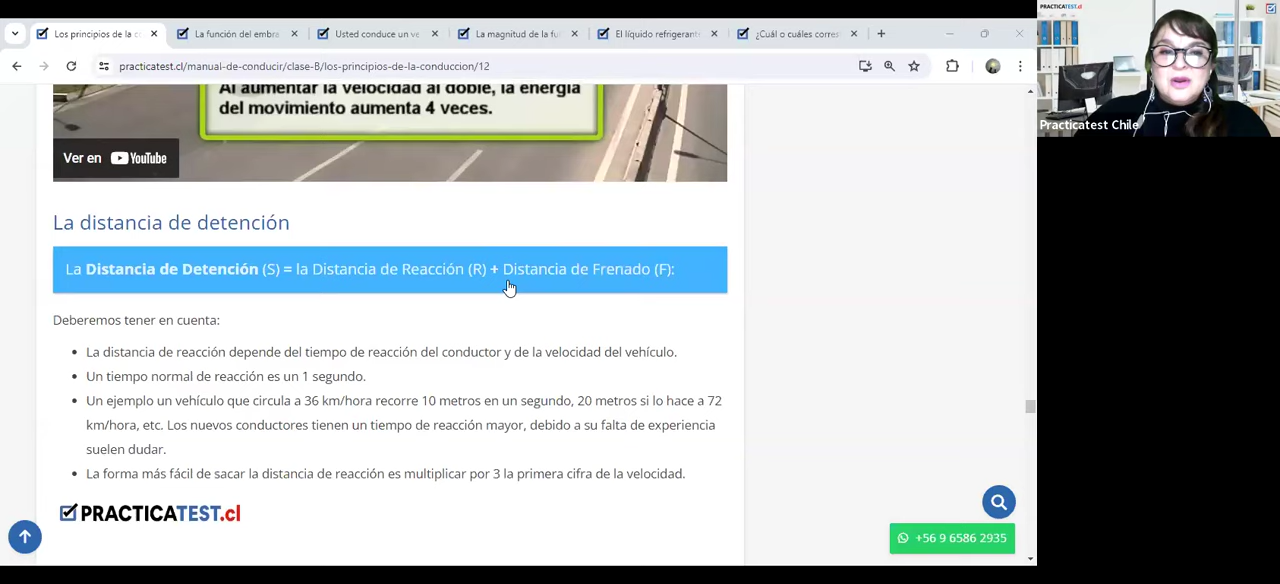 Los principios de la c
La función del embra
Usted conduce un ve
La magnitud de la fu
El líquido refrigerant
¿Cuál o cuáles corres
practicatest.cl/manual-de-conducir/clase-B/los-principios-de-la-conduccion/12
PRACTICATEST.cl
Practicatest Chile
Al aumentar la velocidad al doble, la energía
del movimiento aumenta 4 veces.
Ver en YouTube
La distancia de detención
La Distancia de Detención (S) = la Distancia de Reacción (R) + Distancia de Frenado (F):
Deberemos tener en cuenta:
• La distancia de reacción depende del tiempo de reacción del conductor y de la velocidad del vehículo.
• Un tiempo normal de reacción es un 1 segundo.
• Un ejemplo un vehículo que circula a 36 km/hora recorre 10 metros en un segundo, 20 metros si lo hace a 72
km/hora, etc. Los nuevos conductores tienen un tiempo de reacción mayor, debido a su falta de experiencia
suelen dudar.
• La forma más fácil de sacar la distancia de reacción es multiplicar por 3 la primera cifra de la velocidad.
PRACTICATEST.cl
+56 9 6586 2935